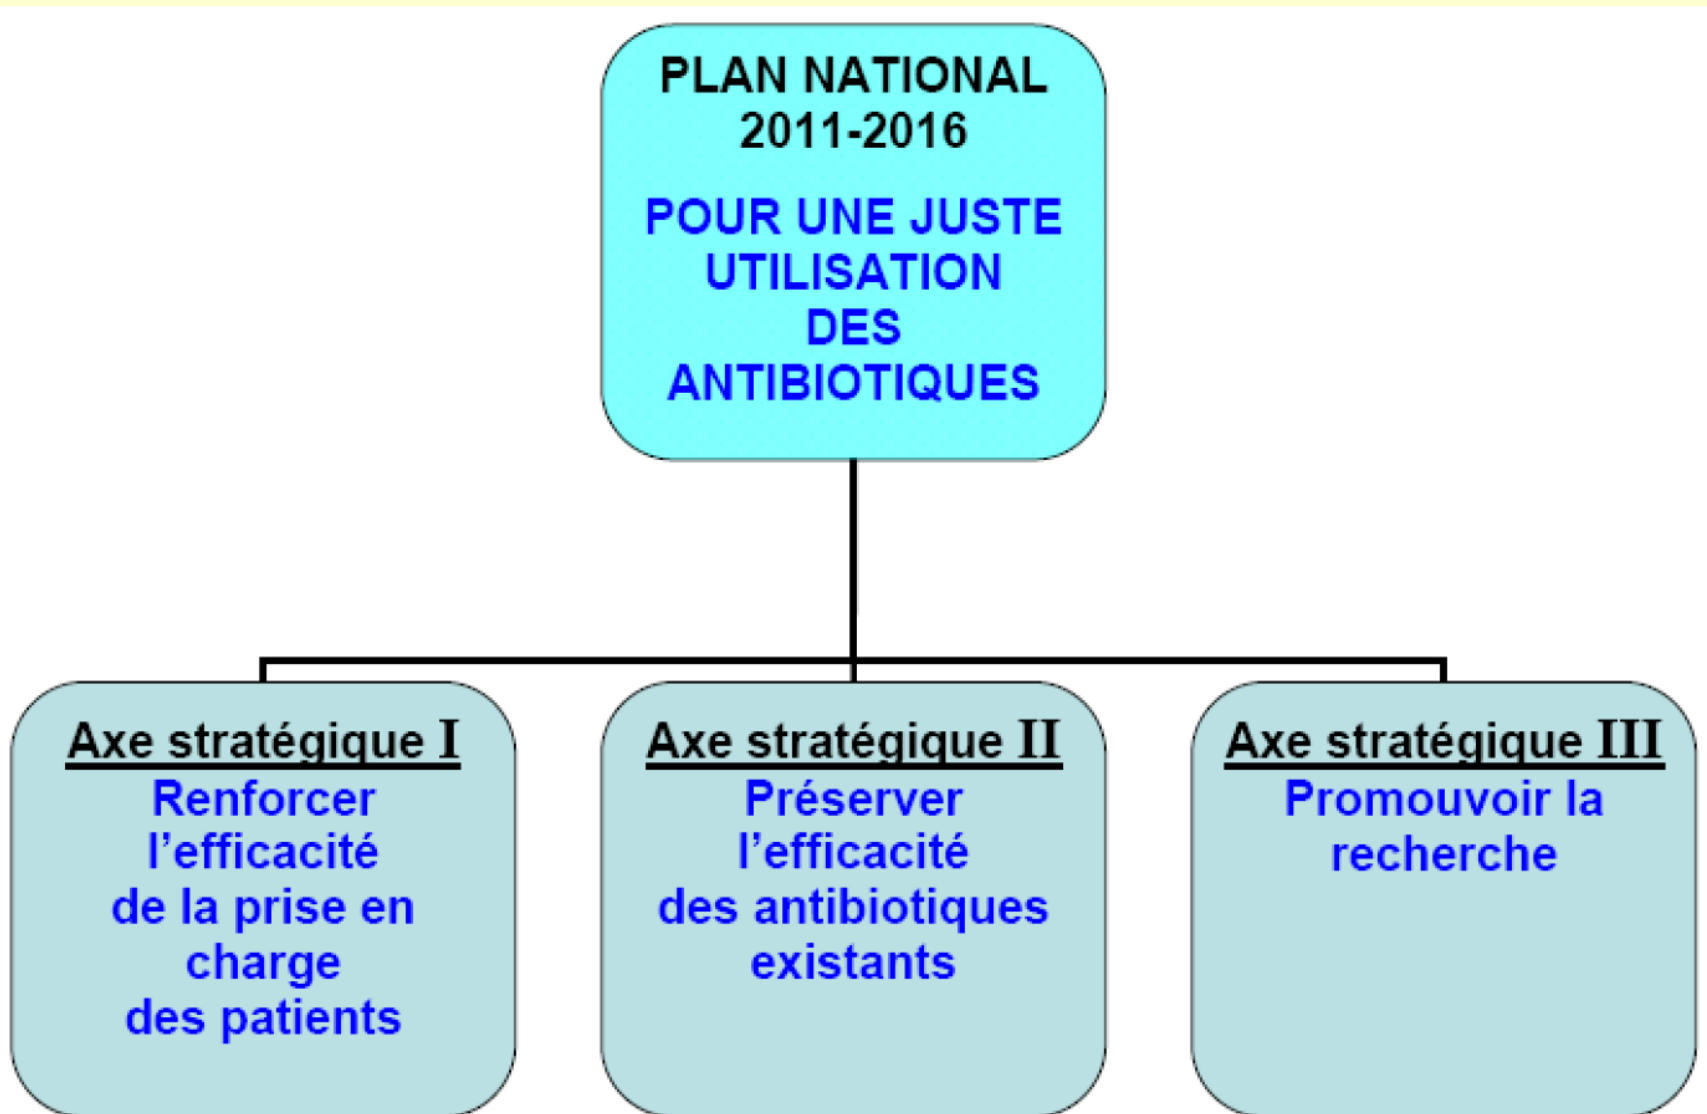 PLAN NATIONAL
2011-2016
POUR UNE JUSTE
UTILISATION
DES
ANTIBIOTIQUES
Axe stratégique I
Renforcer
l’efficacité
de la prise en
charge
des patients
Axe stratégique II
Préserver
l’efficacité
des antibiotiques
existants
Axe stratégique III
Promouvoir la
recherche